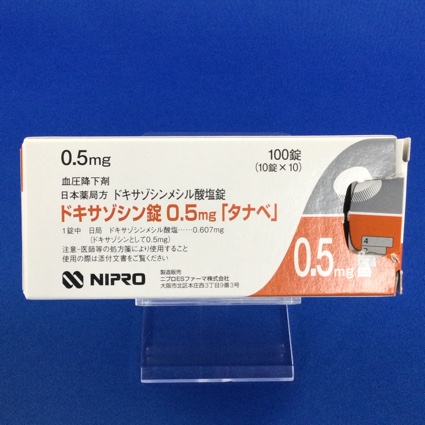 0.5mg
100錠
(10錠×10)
血圧降下剤
日本薬局方 ドキサゾシンメシル酸塩錠
ドキサゾシン錠 0.5mg「タナベ」
1錠中 日局 ドキサゾシンメシル酸塩……0.607mg
(ドキサゾシンとして0.5mg)
注意-医師等の処方箋により使用すること
使用の際は添付文書をご覧ください
NIPRO
製造販売
ニプロESファーマ株式会社
大阪市北区本庄西3丁目9番3号
0.5mg
4